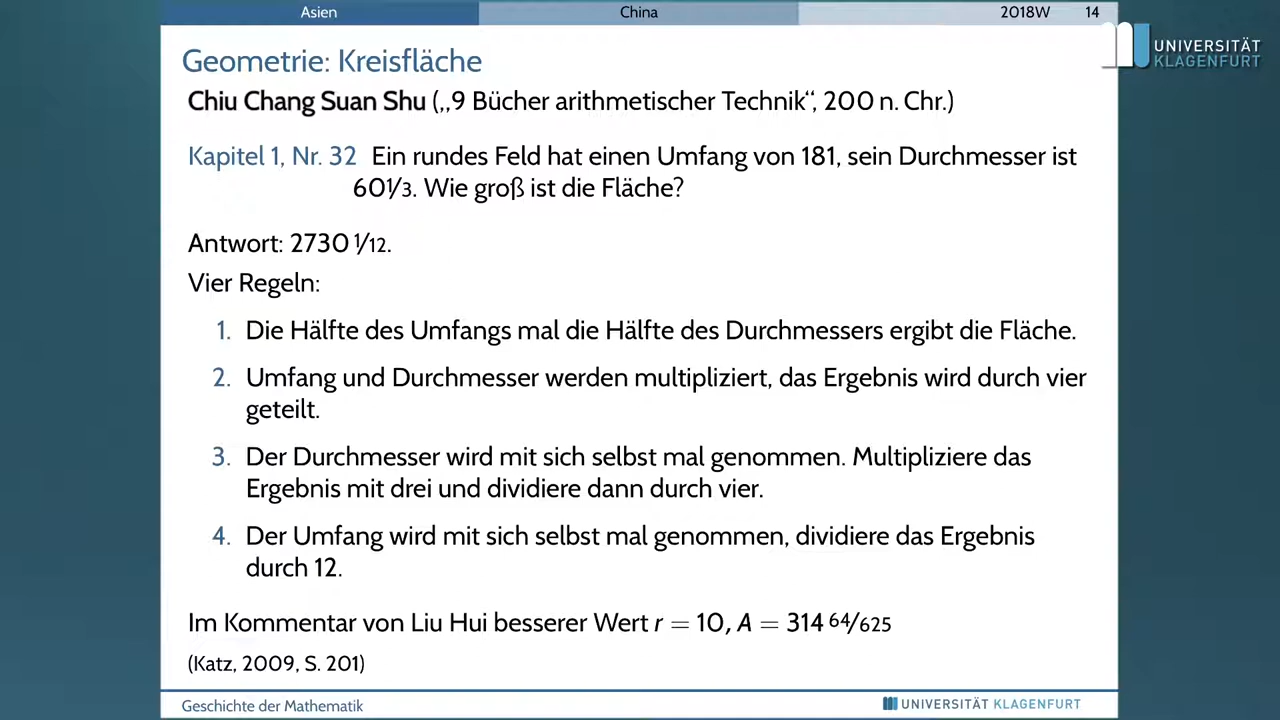 Asien China 2018W 14
UNIVERSITÄT
KLAGENFURT
Geometrie: Kreisfläche
Chiu Chang Suan Shu („9 Bücher arithmetischer Technik“, 200 n. Chr.)
Kapitel 1, Nr. 32 Ein rundes Feld hat einen Umfang von 181, sein Durchmesser ist
60 1/3. Wie groß ist die Fläche?
Antwort: 2730 1/12.
Vier Regeln:
1. Die Hälfte des Umfangs mal die Hälfte des Durchmessers ergibt die Fläche.
2. Umfang und Durchmesser werden multipliziert, das Ergebnis wird durch vier
geteilt.
3. Der Durchmesser wird mit sich selbst mal genommen. Multipliziere das
Ergebnis mit drei und dividiere dann durch vier.
4. Der Umfang wird mit sich selbst mal genommen, dividiere das Ergebnis
durch 12.
Im Kommentar von Liu Hui besserer Wert r = 10, A = 314 64/625
(Katz, 2009, S. 201)
Geschichte der Mathematik UNIVERSITÄT KLAGENFURT